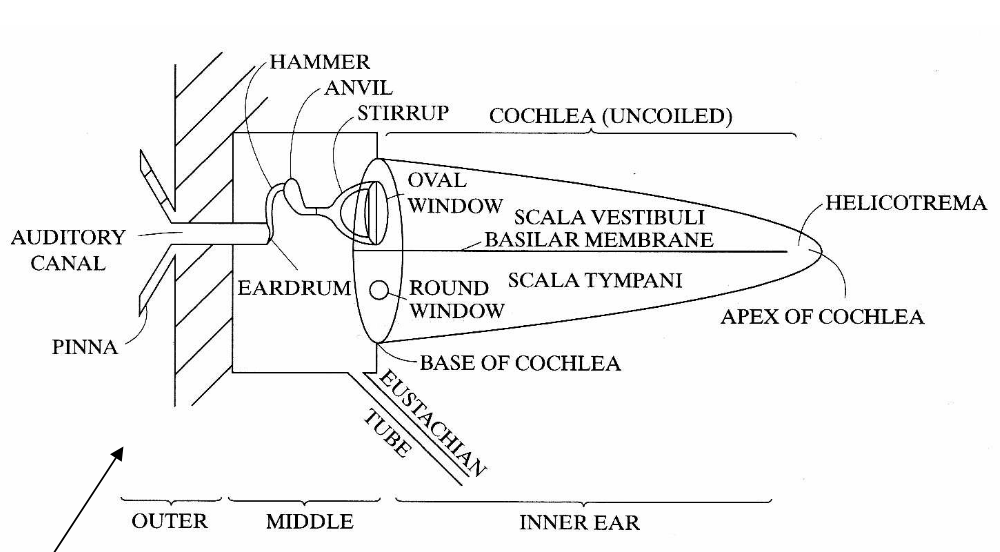 HAMMER
ANVIL
STIRRUP
COCHLEA (UNCOILED)
OVAL
WINDOW
HELICOTREMA
SCALA VESTIBULI
BASILAR MEMBRANE
AUDITORY
CANAL
EARDRUM
SCALA TYMPANI
ROUND
WINDOW
APEX OF COCHLEA
PINNA
BASE OF COCHLEA
EUSTACHIAN
TUBE
OUTER
MIDDLE
INNER EAR